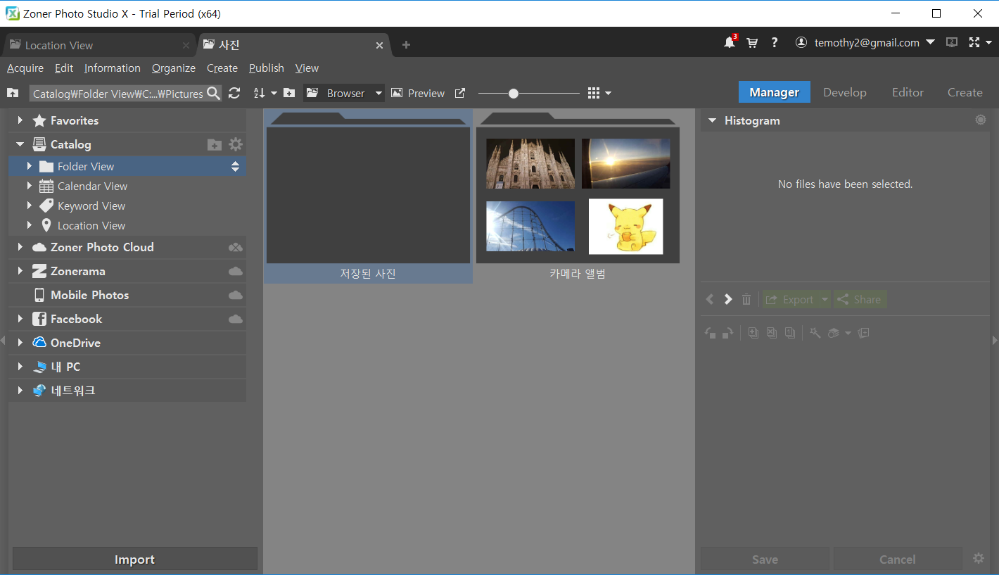 Zoner Photo Studio X - Trial Period (x64)
Location View
사진
3
temothy2@gmail.com
2
Acquire Edit Information Organize Create Publish View
Catalog₩Folder View₩C:...₩Pictures
Browser
Preview
Manager
Develop
Editor
Create
Favorites
Catalog
Folder View
Calendar View
Keyword View
Location View
Zoner Photo Cloud
Zonerama
Mobile Photos
Facebook
OneDrive
내 PC
네트워크
Import
저장된 사진
카메라 앨범
Histogram
No files have been selected.
Export
Share
Save
Cancel